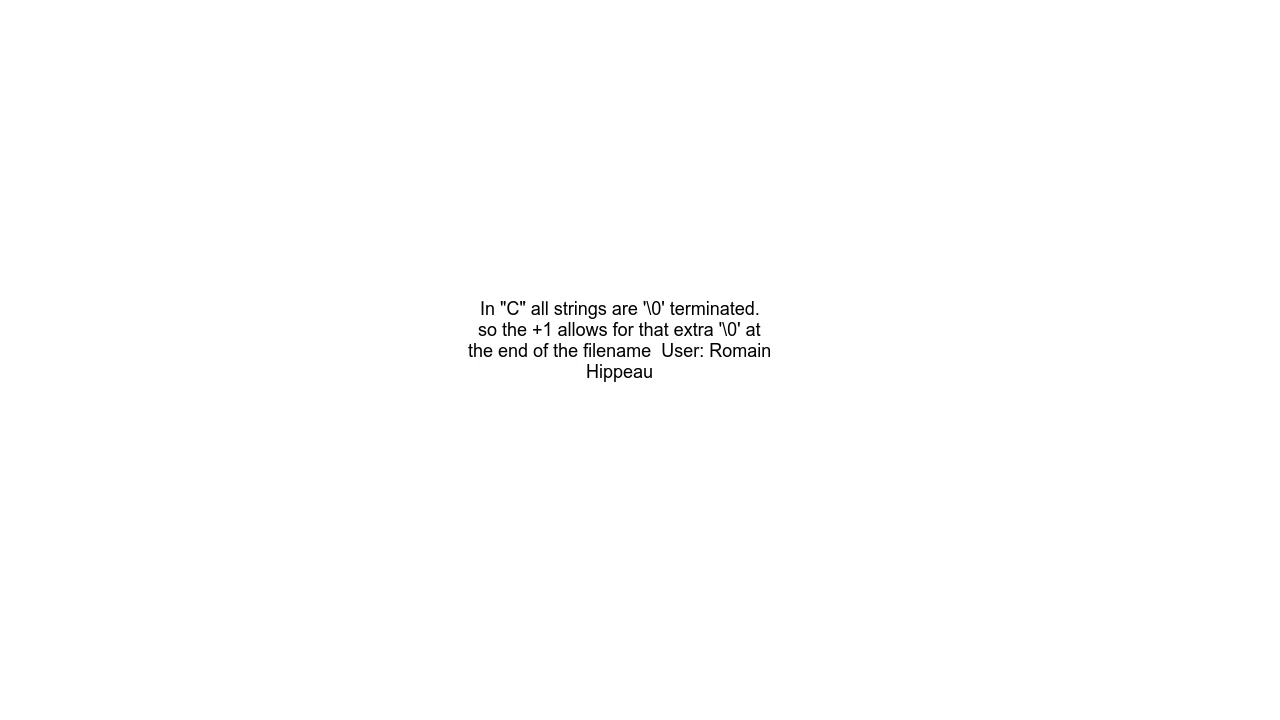 In "C" all strings are '\0' terminated.
so the +1 allows for that extra '\0' at
the end of the filename  User: Romain
Hippeau